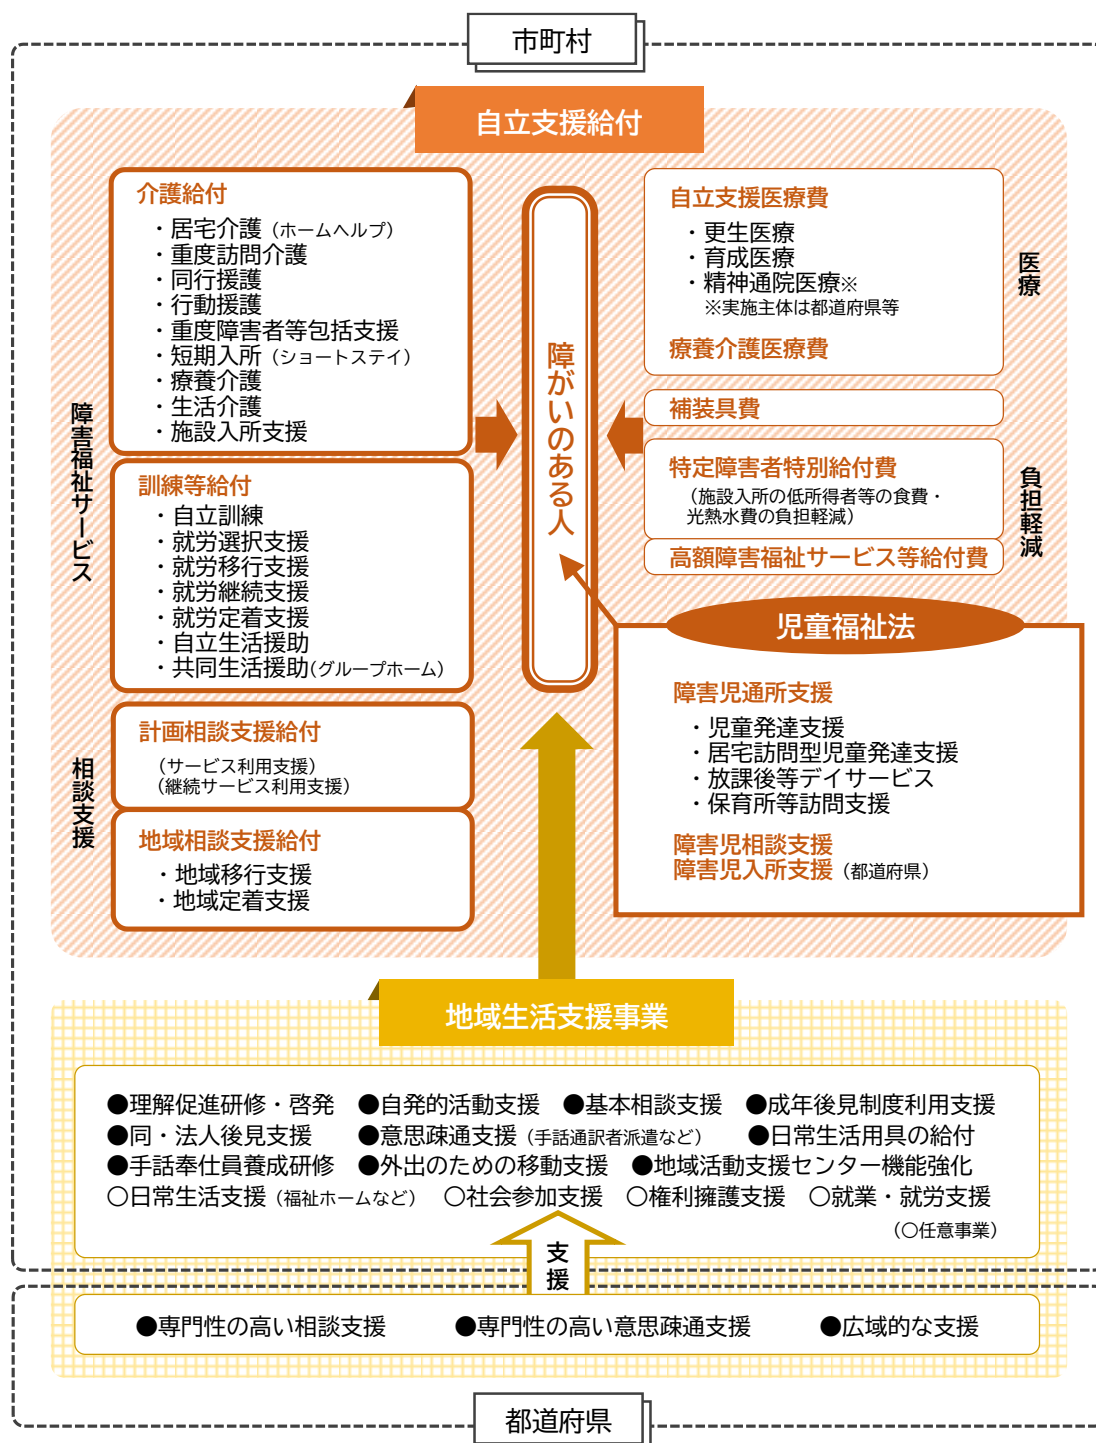 市町村
自立支援給付
障害福祉サービス
介護給付
・居宅介護（ホームヘルプ）
・重度訪問介護
・同行援護
・行動援護
・重度障害者等包括支援
・短期入所（ショートステイ）
・療養介護
・生活介護
・施設入所支援
訓練等給付
・自立訓練
・就労選択支援
・就労移行支援
・就労継続支援
・就労定着支援
・自立生活援助
・共同生活援助(グループホーム)
相談支援
計画相談支援給付
（サービス利用支援）
（継続サービス利用支援）
地域相談支援給付
・地域移行支援
・地域定着支援
障がいのある人
医療
自立支援医療費
・更生医療
・育成医療
・精神通院医療※
※実施主体は都道府県等
療養介護医療費
補装具費
負担軽減
特定障害者特別給付費
（施設入所の低所得者等の食費・
光熱水費の負担軽減）
高額障害福祉サービス等給付費
児童福祉法
障害児通所支援
・児童発達支援
・居宅訪問型児童発達支援
・放課後等デイサービス
・保育所等訪問支援
障害児相談支援
障害児入所支援（都道府県）
地域生活支援事業
●理解促進研修・啓発 ●自発的活動支援 ●基本相談支援 ●成年後見制度利用支援
●同・法人後見支援 ●意思疎通支援（手話通訳者派遣など） ●日常生活用具の給付
●手話奉仕員養成研修 ●外出のための移動支援 ●地域活動支援センター機能強化
○日常生活支援（福祉ホームなど） ○社会参加支援 ○権利擁護支援 ○就業・就労支援
（○任意事業）
支援
●専門性の高い相談支援 ●専門性の高い意思疎通支援 ●広域的な支援
都道府県